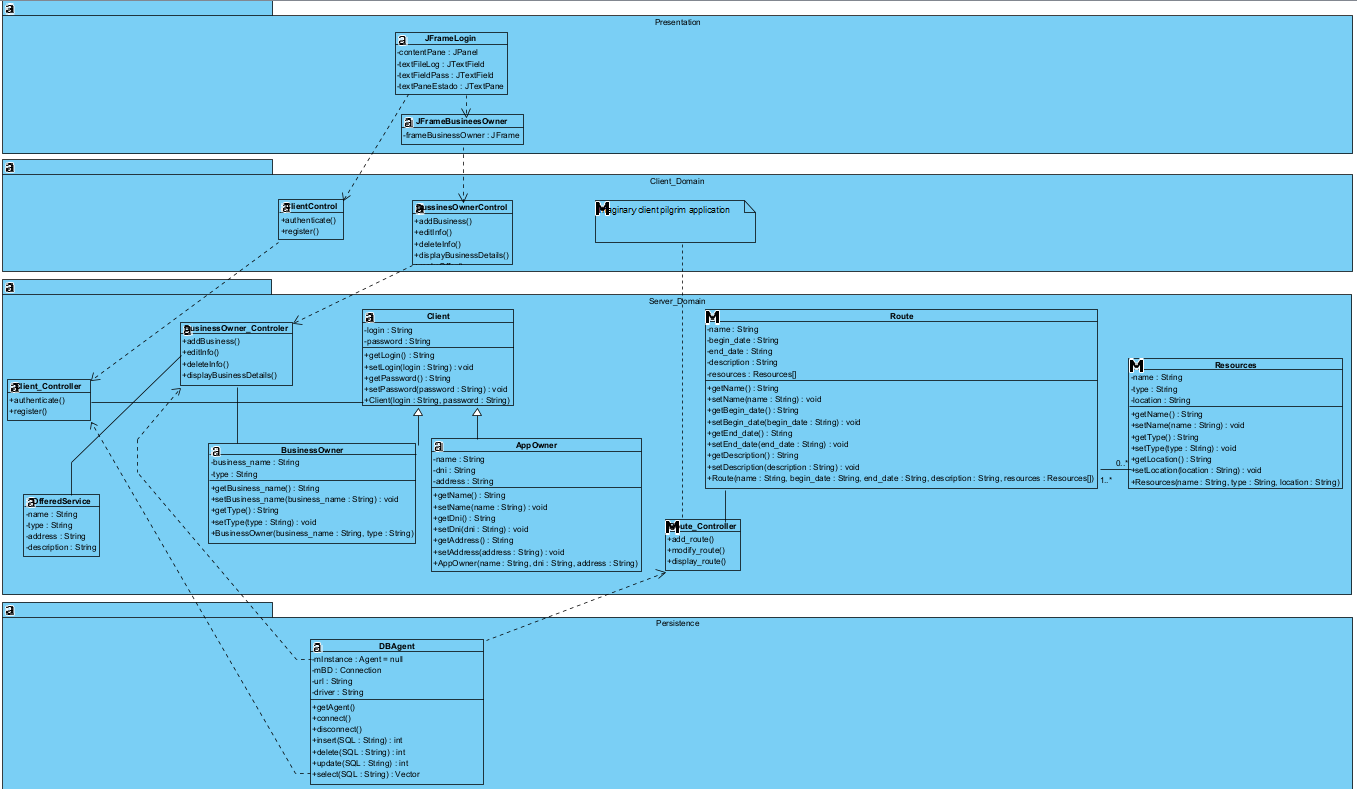 a
Presentation
a JFrameLogin
-contentPane : JPanel
-textFileLog : JTextField
-textFieldPass : JTextField
-textPaneEstado : JTextPane
a JFrameBusineesOwner
-frameBusinessOwner : JFrame
a
Client_Domain
a lientControl
+authenticate()
+register()
a ussinesOwnerControl
+addBusiness()
+editInfo()
+deleteInfo()
+displayBusinessDetails()
M aginary client pilgrim application
a
Server_Domain
a usinessOwner_Controler
+addBusiness()
+editInfo()
+deleteInfo()
+displayBusinessDetails()
a Client
-login : String
-password : String
+getLogin() : String
+setLogin(login : String) : void
+getPassword() : String
+setPassword(password : String) : void
+Client(login : String, password : String)
M Route
-name : String
-begin_date : String
-end_date : String
-description : String
-resources : Resources[]
+getName() : String
+setName(name : String) : void
+getBegin_date() : String
+setBegin_date(begin_date : String) : void
+getEnd_date() : String
+setEnd_date(end_date : String) : void
+getDescription() : String
+setDescription(description : String) : void
+Route(name : String, begin_date : String, end_date : String, description : String, resources : Resources[])
0..*
1..*
M Resources
-name : String
-type : String
-location : String
+getName() : String
+setName(name : String) : void
+getType() : String
+setType(type : String) : void
+getLocation() : String
+setLocation(location : String) : void
+Resources(name : String, type : String, location : String)
a lient_Controller
+authenticate()
+register()
a BusinessOwner
-business_name : String
-type : String
+getBusiness_name() : String
+setBusiness_name(business_name : String) : void
+getType() : String
+setType(type : String) : void
+BusinessOwner(business_name : String, type : String)
a AppOwner
-name : String
-dni : String
-address : String
+getName() : String
+setName(name : String) : void
+getDni() : String
+setDni(dni : String) : void
+getAddress() : String
+setAddress(address : String) : void
+AppOwner(name : String, dni : String, address : String)
a OfferedService
-name : String
-type : String
-address : String
-description : String
M oute_Controller
+add_route()
+modify_route()
+display_route()
a
Persistence
a DBAgent
-mInstance : Agent = null
-mBD : Connection
-url : String
-driver : String
+getAgent()
+connect()
+disconnect()
+insert(SQL : String) : int
+delete(SQL : String) : int
+update(SQL : String) : int
+select(SQL : String) : Vector